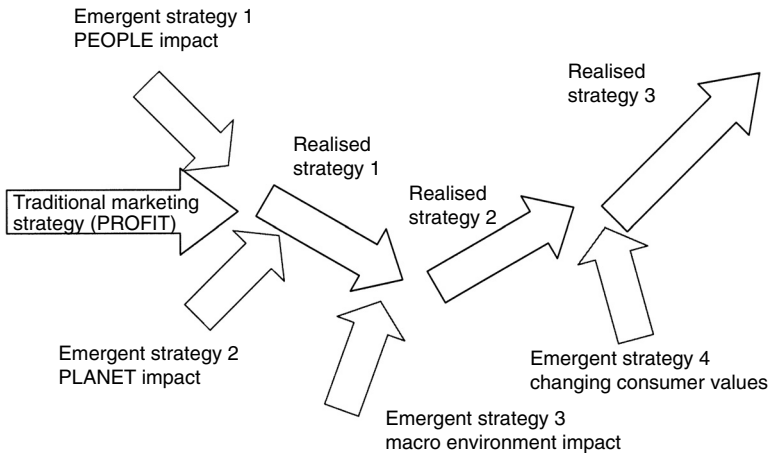 Emergent strategy 1
PEOPLE impact
Realised
strategy 3
Realised
strategy 1
Realised
strategy 2
Traditional marketing
strategy (PROFIT)
Emergent strategy 2
PLANET impact
Emergent strategy 4
changing consumer values
Emergent strategy 3
macro environment impact